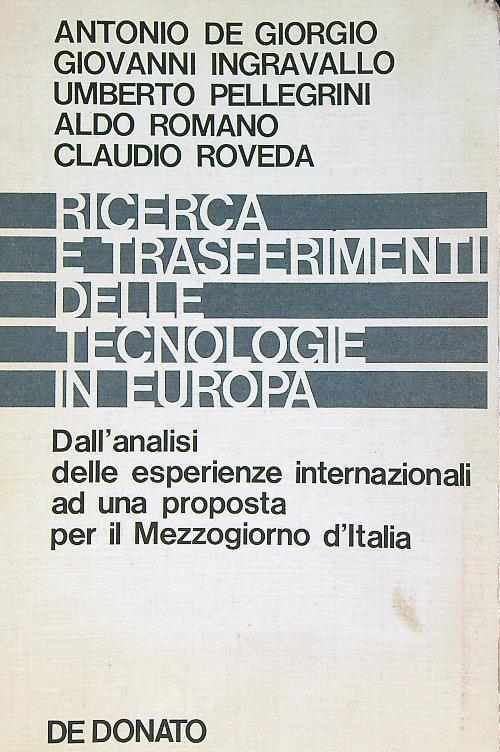 ANTONIO DE GIORGIO
GIOVANNI INGRAVALLO
UMBERTO PELLEGRINI
ALDO ROMANO
CLAUDIO ROVEDA
RICERCA
E TRASFERIMENTI
DELLE
TECNOLOGIE
IN EUROPA
Dall'analisi
delle esperienze internazionali
ad una proposta
per il Mezzogiorno d'Italia
DE DONATO